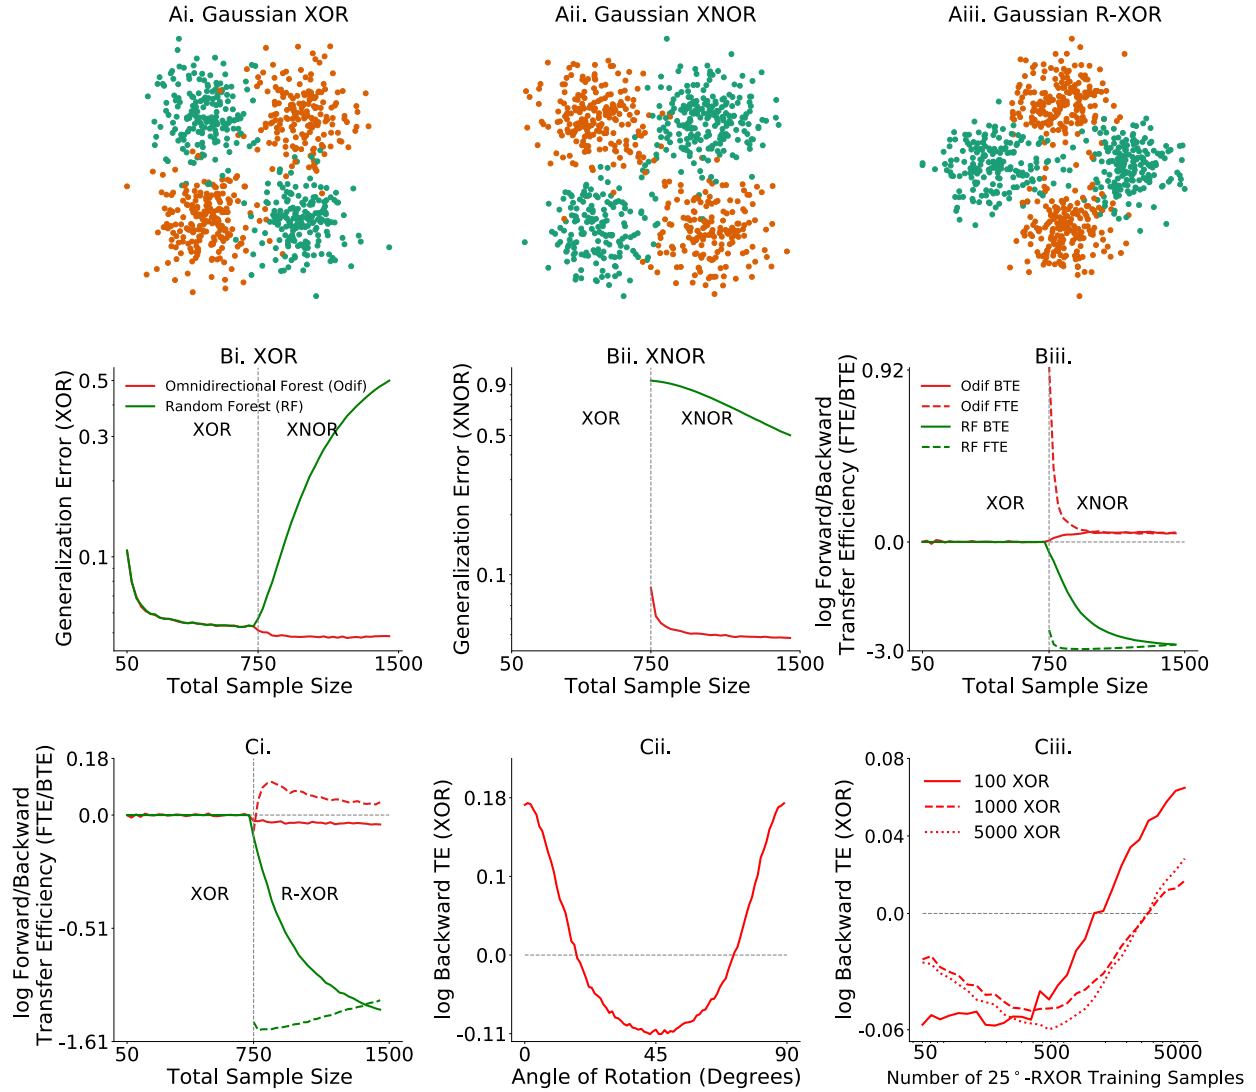 Ai. Gaussian XOR
Aii. Gaussian XNOR
Aiii. Gaussian R-XOR
Bi. XOR
Generalization Error (XOR)
0.5
0.3
0.1
Omnidirectional Forest (Odif)
Random Forest (RF)
XOR
XNOR
50
750
1500
Total Sample Size
Bii. XNOR
Generalization Error (XNOR)
0.9
0.5
0.1
XOR
XNOR
50
750
1500
Total Sample Size
Biii.
log Forward/Backward
Transfer Efficiency (FTE/BTE)
0.92
0.0
-3.0
Odif BTE
Odif FTE
RF BTE
RF FTE
XOR
XNOR
50
750
1500
Total Sample Size
Ci.
log Forward/Backward
Transfer Efficiency (FTE/BTE)
0.18
0.0
-0.51
-1.61
XOR
R-XOR
50
750
1500
Total Sample Size
Cii.
log Backward TE (XOR)
0.18
0.1
0.0
-0.11
0
45
90
Angle of Rotation (Degrees)
Ciii.
log Backward TE (XOR)
0.08
0.04
0.0
-0.06
100 XOR
1000 XOR
5000 XOR
50
500
5000
Number of 25°-RXOR Training Samples